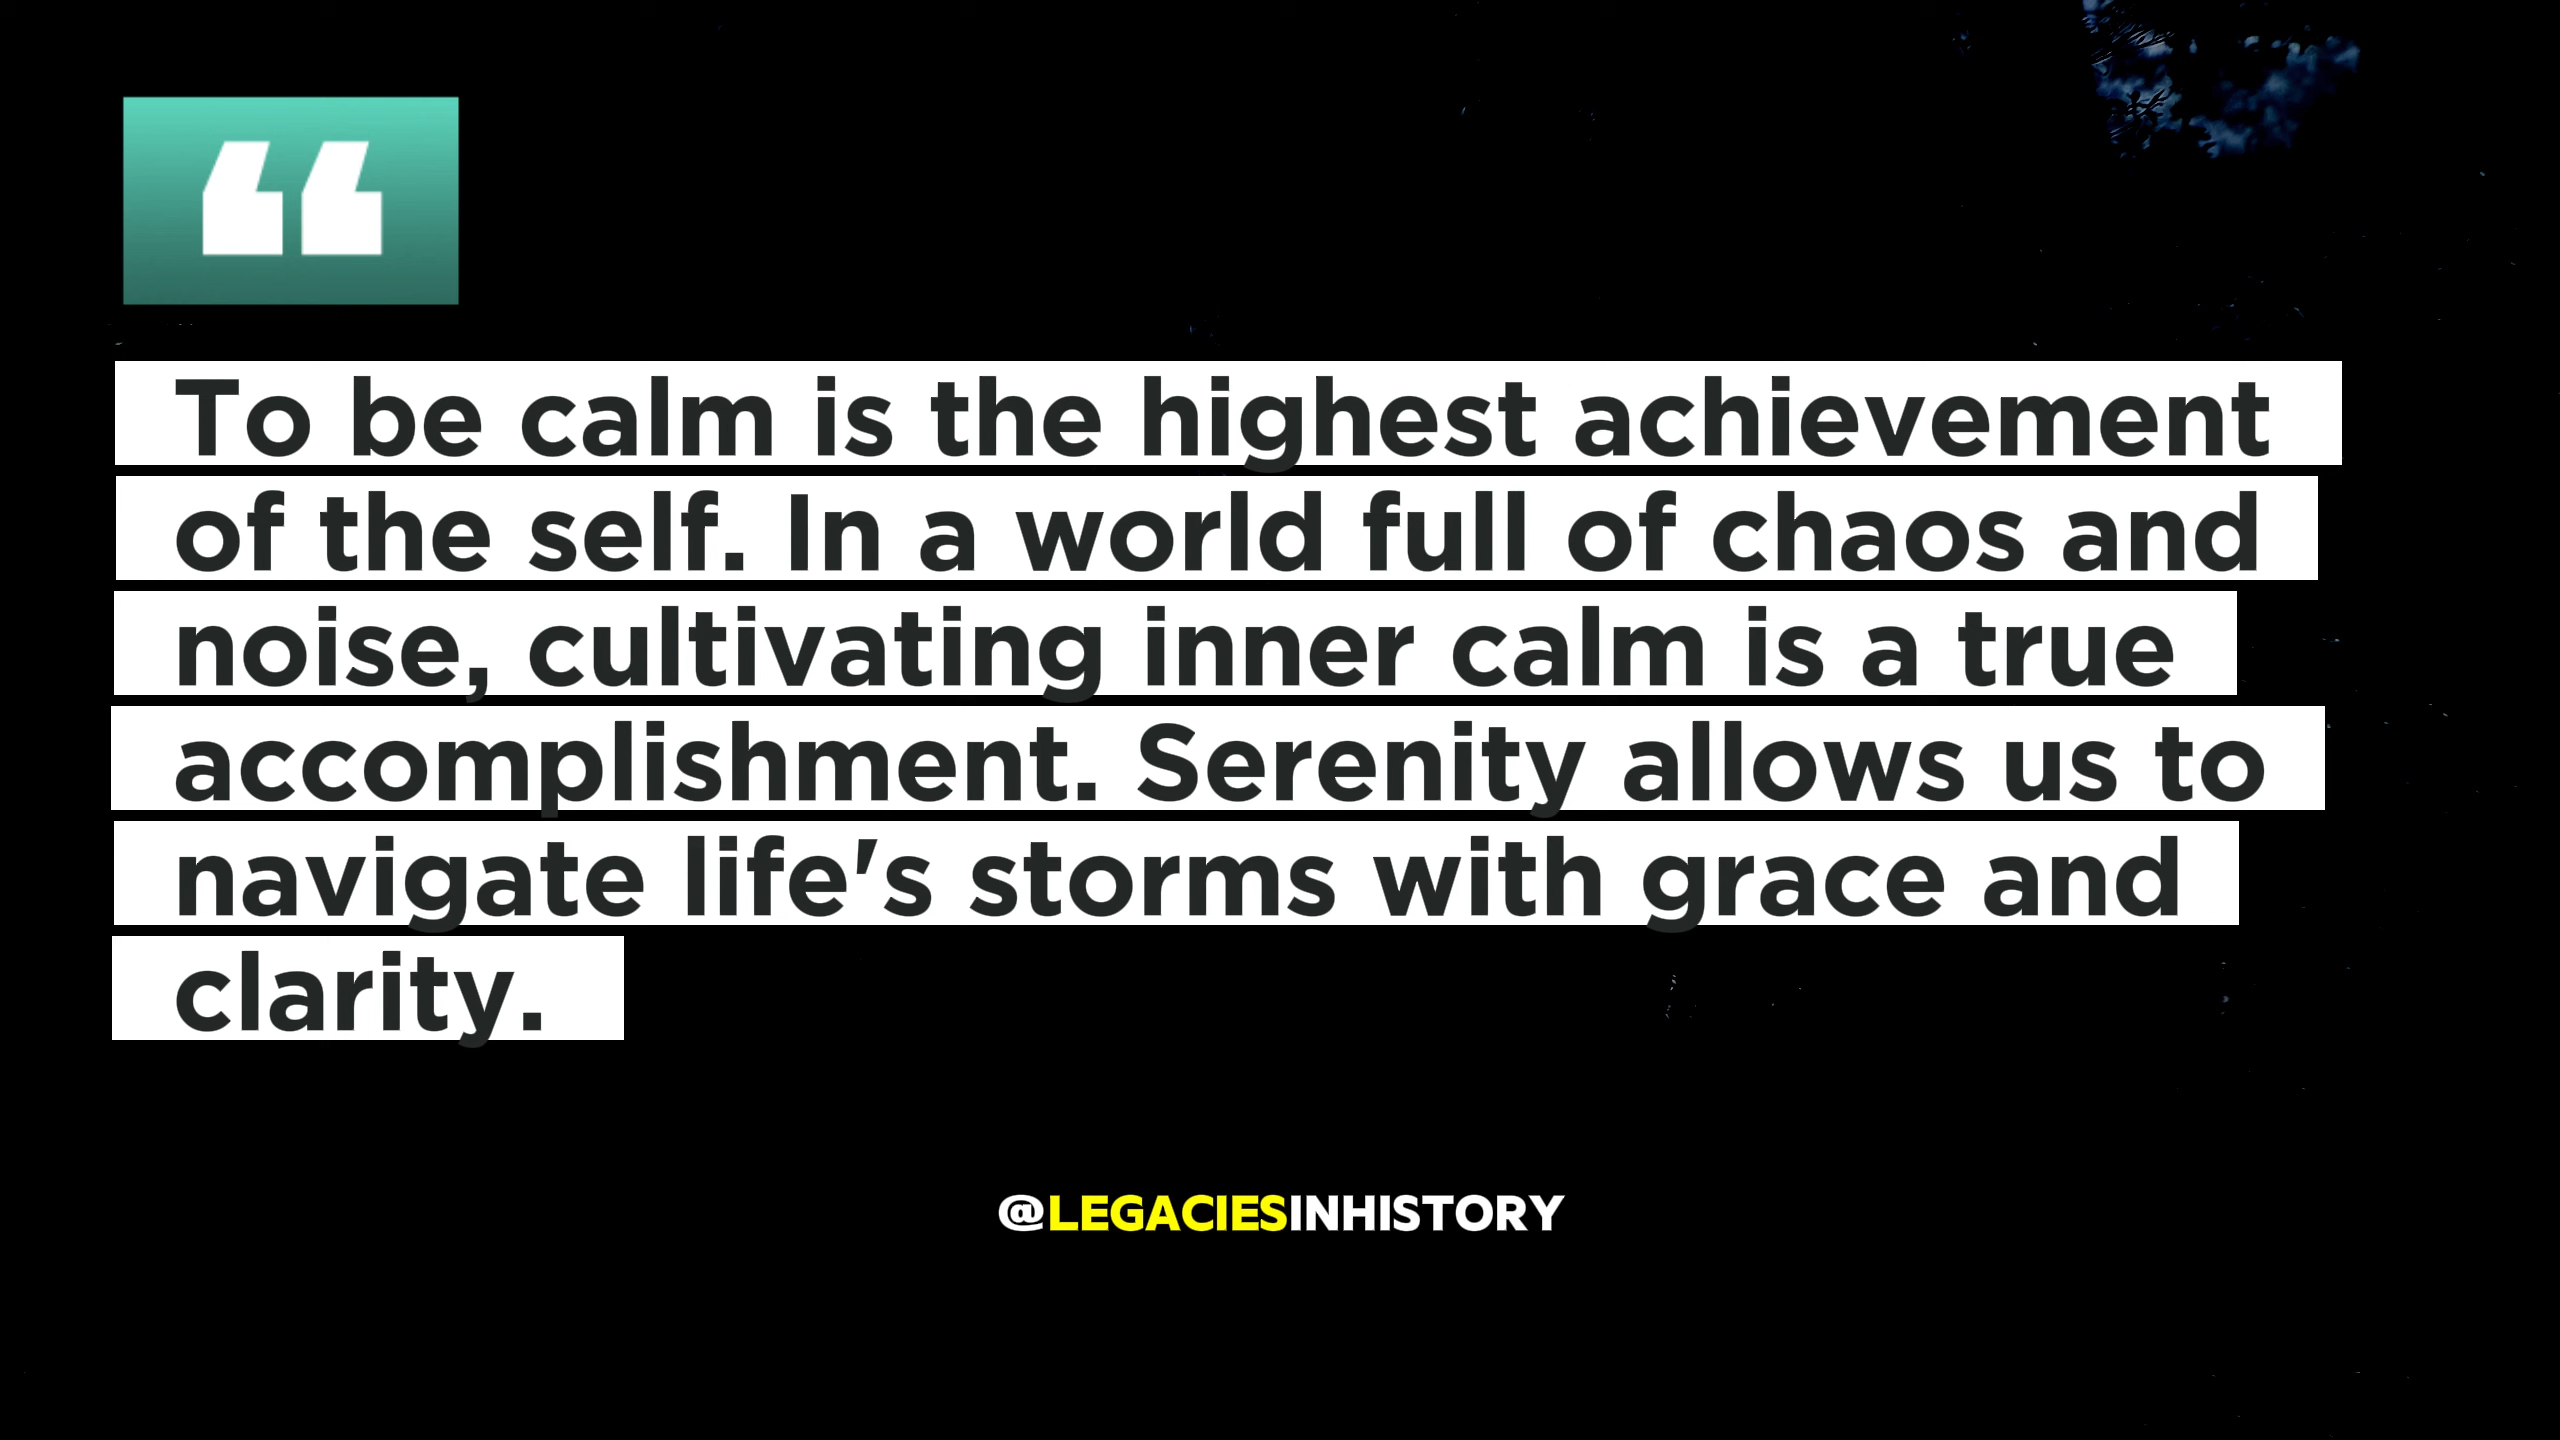 “
To be calm is the highest achievement
of the self. In a world full of chaos and
noise, cultivating inner calm is a true
accomplishment. Serenity allows us to
navigate life's storms with grace and
clarity.
@LEGACIESINHISTORY